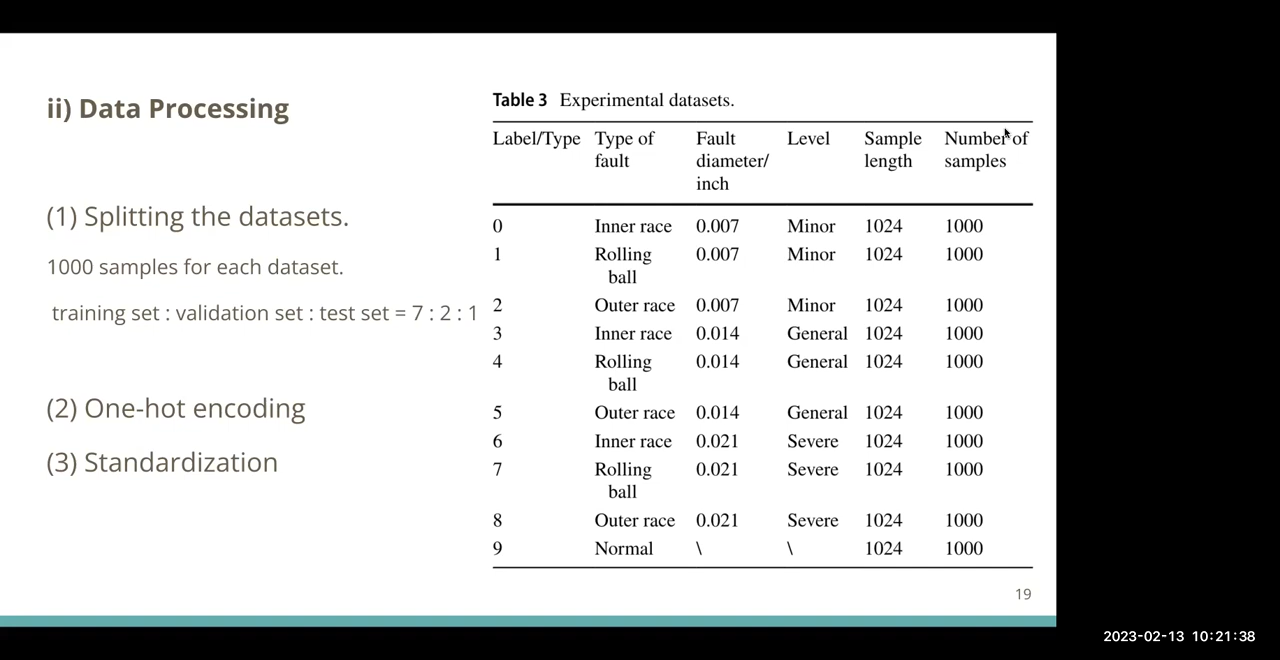 ii) Data Processing
(1) Splitting the datasets.
1000 samples for each dataset.
training set : validation set : test set = 7 : 2 : 1
(2) One-hot encoding
(3) Standardization
Table 3 Experimental datasets.
Label/Type Type of fault Fault diameter/ inch Level Sample length Number of samples
0 Inner race 0.007 Minor 1024 1000
1 Rolling ball 0.007 Minor 1024 1000
2 Outer race 0.007 Minor 1024 1000
3 Inner race 0.014 General 1024 1000
4 Rolling ball 0.014 General 1024 1000
5 Outer race 0.014 General 1024 1000
6 Inner race 0.021 Severe 1024 1000
7 Rolling ball 0.021 Severe 1024 1000
8 Outer race 0.021 Severe 1024 1000
9 Normal \ \ 1024 1000
19
2023-02-13 10:21:38